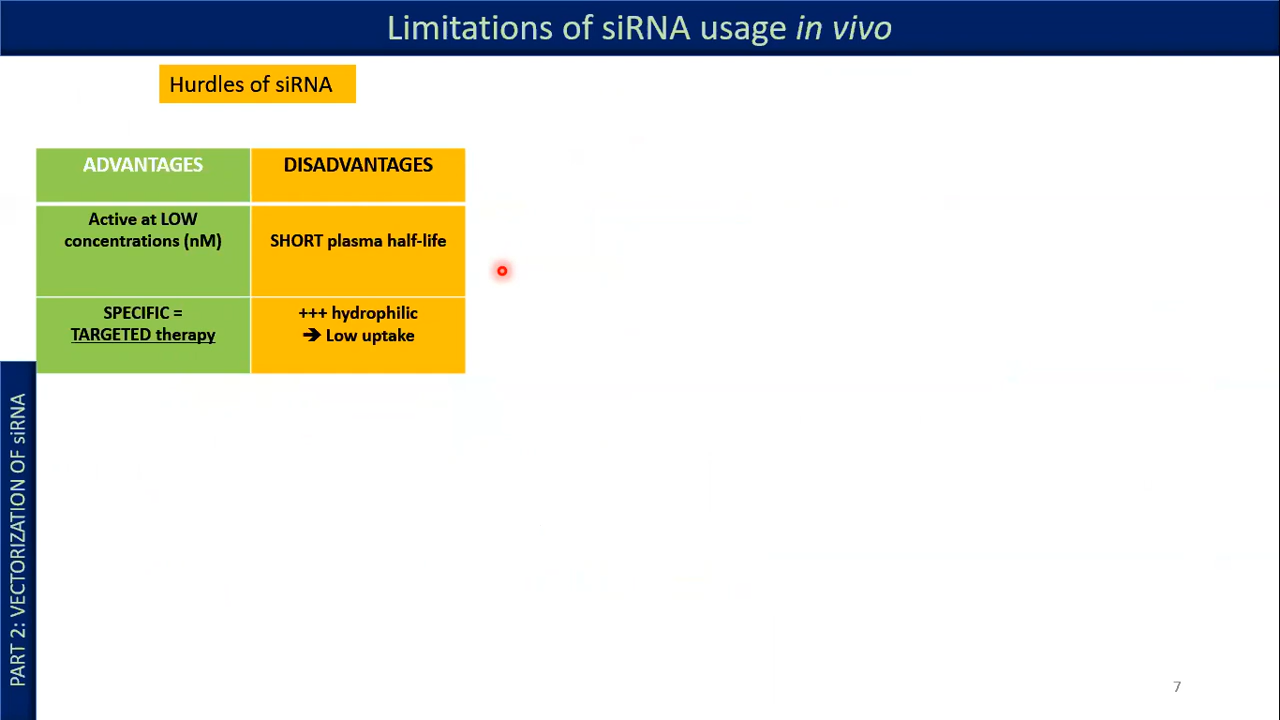 Limitations of siRNA usage in vivo
Hurdles of siRNA
ADVANTAGES
DISADVANTAGES
Active at LOW
concentrations (nM)
SHORT plasma half-life
SPECIFIC =
TARGETED therapy
+++ hydrophilic
➔ Low uptake
PART 2: VECTORIZATION OF siRNA
7